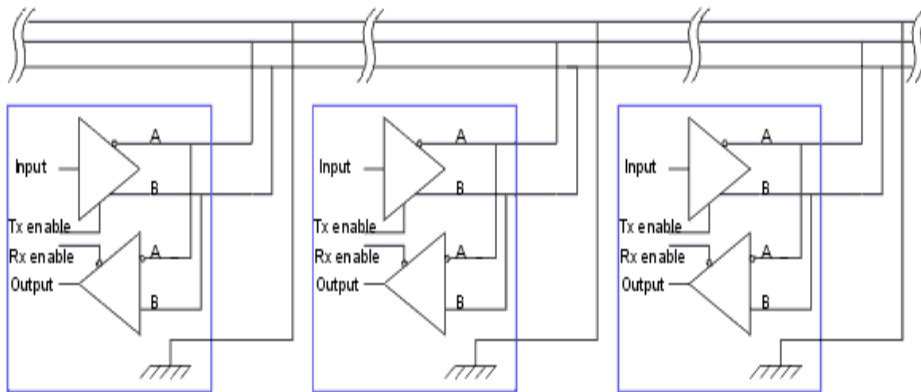 A
Input
B
Tx enable
Rx enable
A
Output
B
A
Input
B
Tx enable
Rx enable
A
Output
B
A
Input
B
Tx enable
Rx enable
A
Output
B